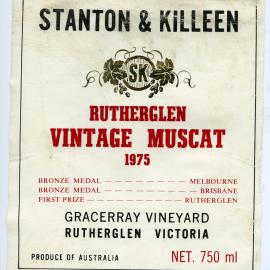 STANTON & KILLEEN
SK
RUTHERGLEN
VINTAGE MUSCAT
1975
BRONZE MEDAL — — — — — — — — MELBOURNE
BRONZE MEDAL — — — — — — — — — BRISBANE
FIRST PRIZE — — — — — — — — — RUTHERGLEN
GRACERRAY VINEYARD
RUTHERGLEN VICTORIA
PRODUCE OF AUSTRALIA NET. 750 ml